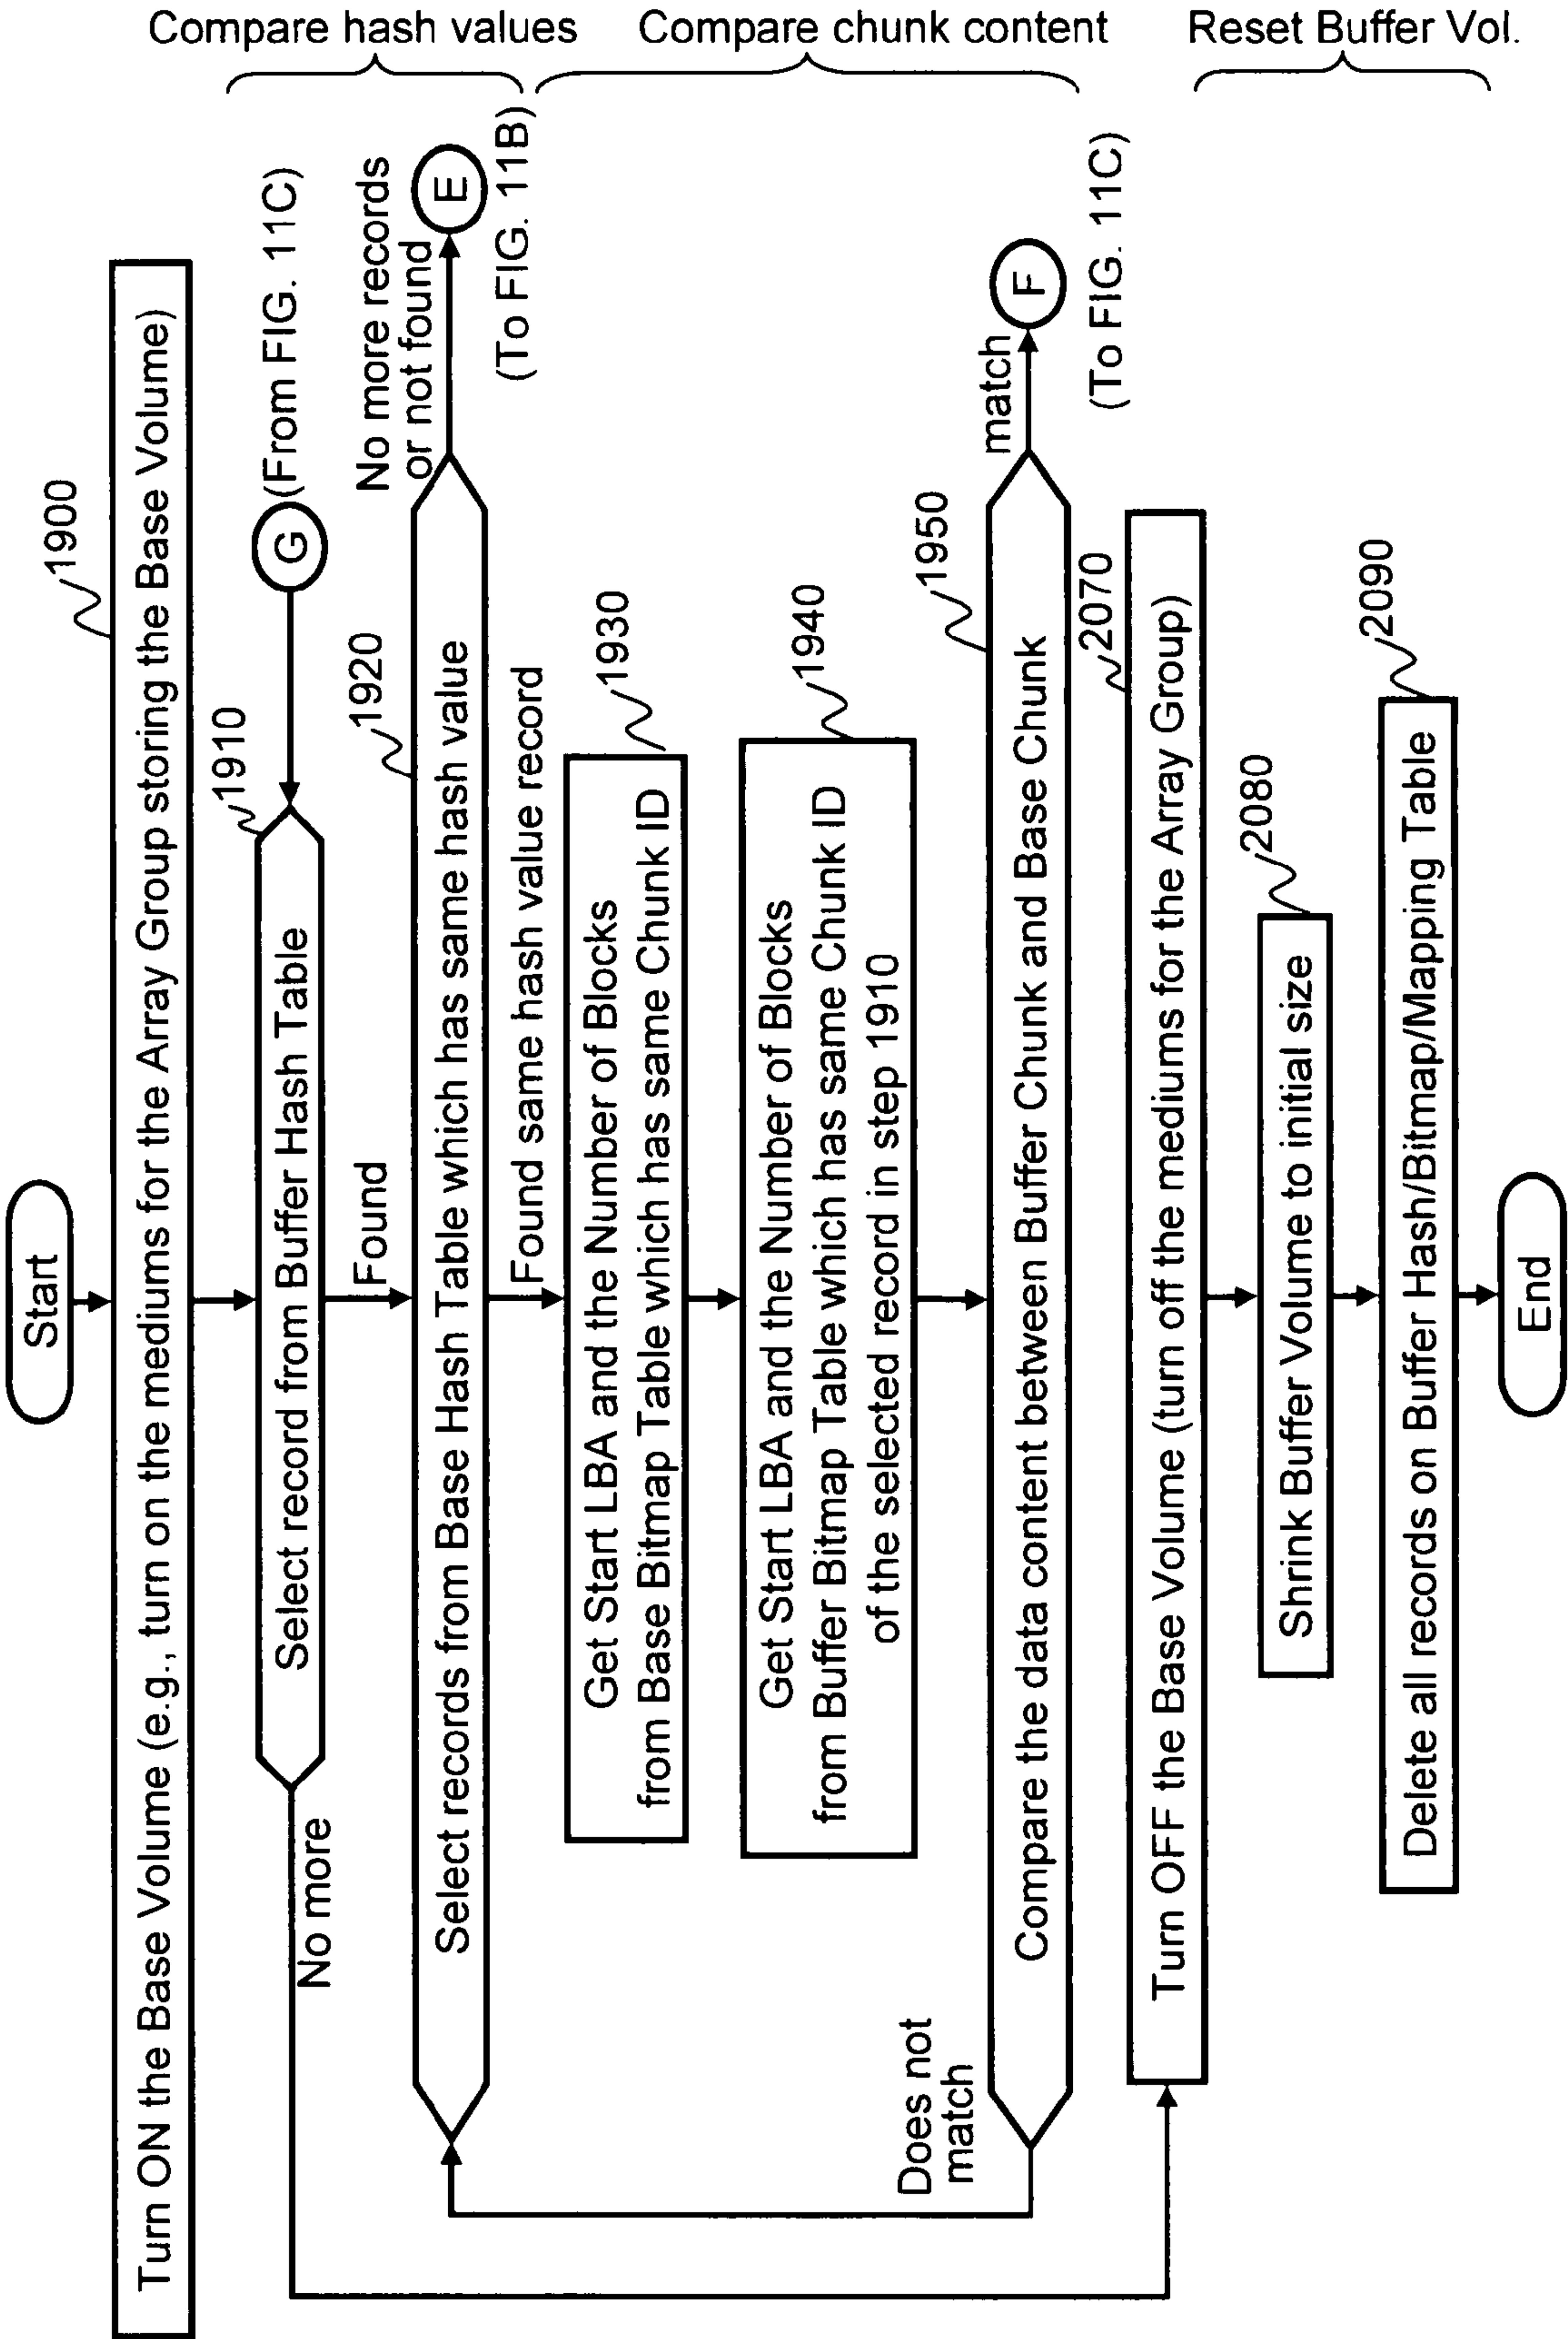 Start
1900
Turn ON the Base Volume (e.g., turn on the mediums for the Array Group storing the Base Volume)
Compare hash values
G
(From FIG. 11C)
1910
Select record from Buffer Hash Table
No more
Found
1920
Select records from Base Hash Table which has same hash value
No more records
or not found
E
(To FIG. 11B)
Found same hash value record
Compare chunk content
1930
Get Start LBA and the Number of Blocks
from Base Bitmap Table which has same Chunk ID
1940
Get Start LBA and the Number of Blocks
from Buffer Bitmap Table which has same Chunk ID
of the selected record in step 1910
1950
Compare the data content between Buffer Chunk and Base Chunk
Does not
match
match
F
(To FIG. 11C)
2070
Turn OFF the Base Volume (turn off the mediums for the Array Group)
Reset Buffer Vol.
2080
Shrink Buffer Volume to initial size
2090
Delete all records on Buffer Hash/Bitmap/Mapping Table
End